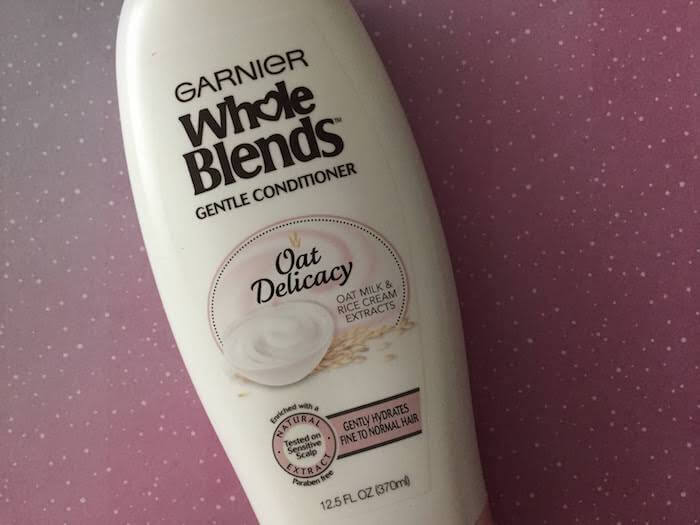 GARNIER
Whole
Blends™
GENTLE CONDITIONER
Oat
Delicacy
OAT MILK &
RICE CREAM
EXTRACTS
Enriched with a
NATURAL
Tested on
Sensitive
Scalp
EXTRACT
Paraben free
GENTLY HYDRATES
FINE TO NORMAL HAIR
12.5 FL OZ (370ml)